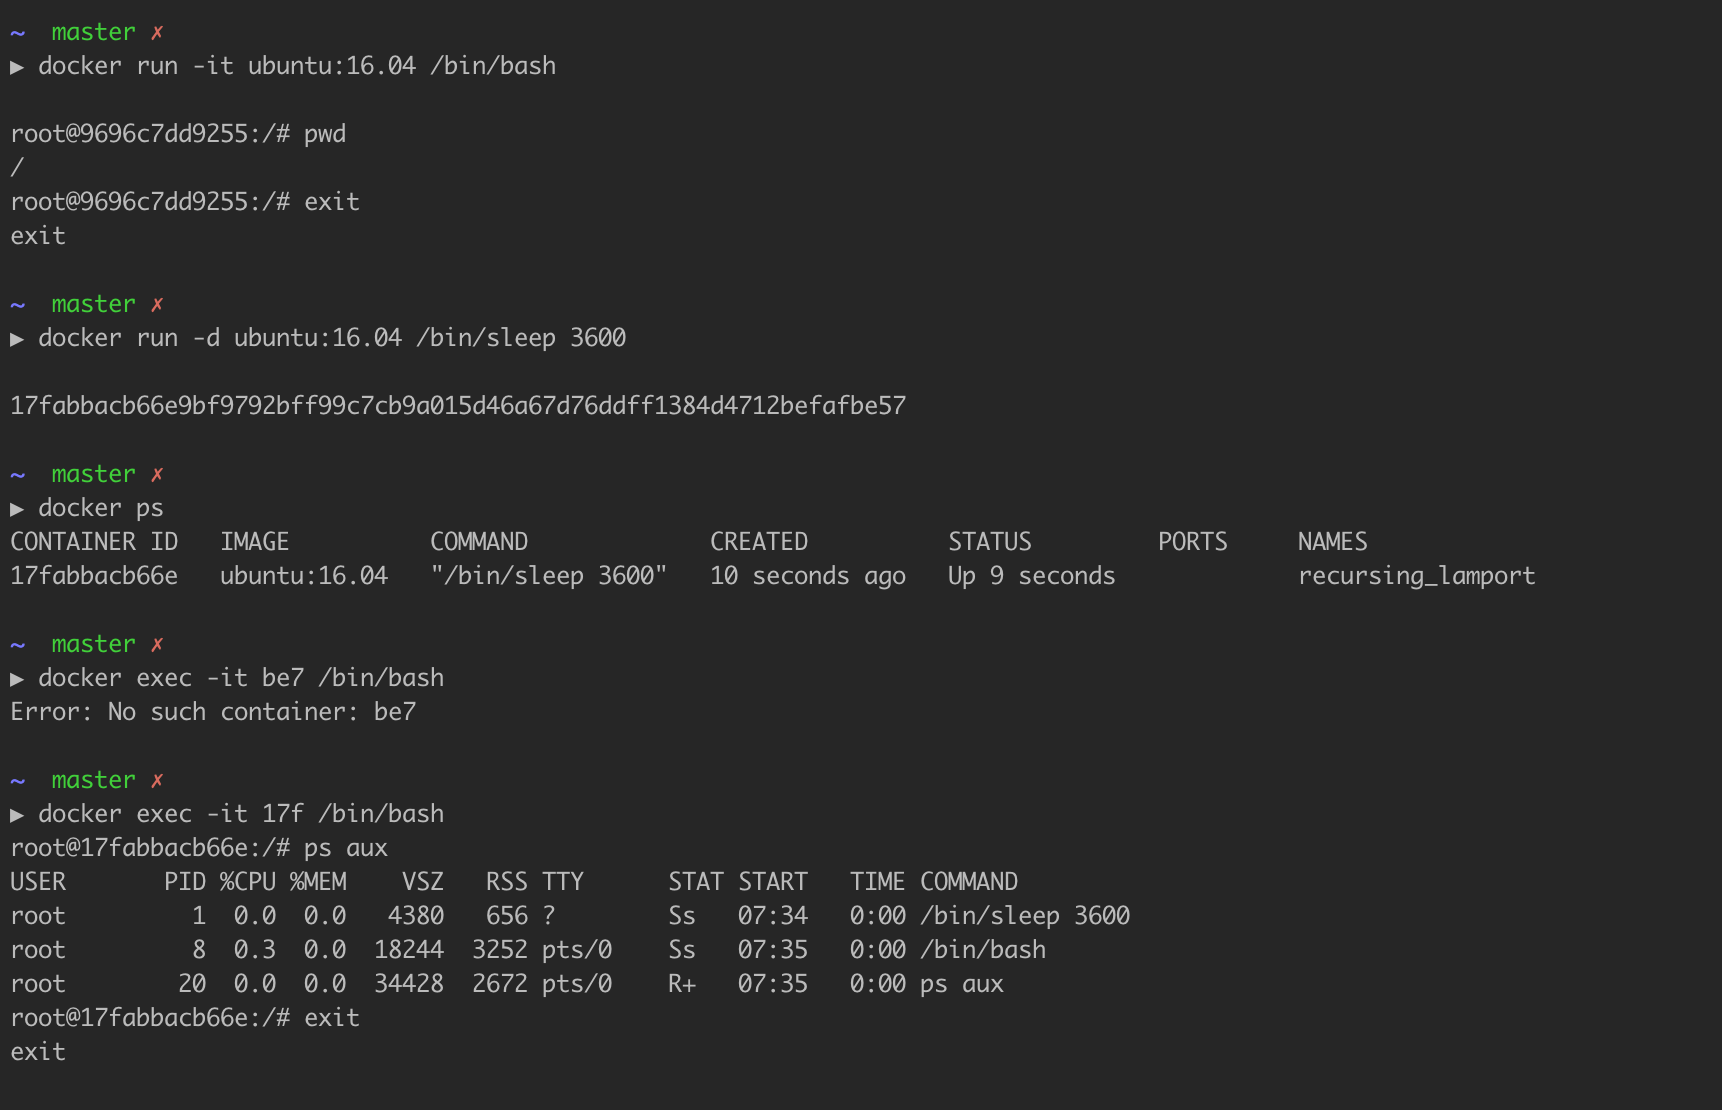 ~  master ✗
▶ docker run -it ubuntu:16.04 /bin/bash
root@9696c7dd9255:/# pwd
/
root@9696c7dd9255:/# exit
exit
~  master ✗
▶ docker run -d ubuntu:16.04 /bin/sleep 3600
17fabbacb66e9bf9792bff99c7cb9a015d46a67d76ddff1384d4712befafbe57
~  master ✗
▶ docker ps
CONTAINER ID   IMAGE          COMMAND             CREATED          STATUS         PORTS     NAMES
17fabbacb66e   ubuntu:16.04   "/bin/sleep 3600"   10 seconds ago   Up 9 seconds             recursing_lamport
~  master ✗
▶ docker exec -it be7 /bin/bash
Error: No such container: be7
~  master ✗
▶ docker exec -it 17f /bin/bash
root@17fabbacb66e:/# ps aux
USER       PID %CPU %MEM    VSZ   RSS TTY      STAT START   TIME COMMAND
root         1  0.0  0.0   4380   656 ?        Ss   07:34   0:00 /bin/sleep 3600
root         8  0.3  0.0  18244  3252 pts/0    Ss   07:35   0:00 /bin/bash
root        20  0.0  0.0  34428  2672 pts/0    R+   07:35   0:00 ps aux
root@17fabbacb66e:/# exit
exit